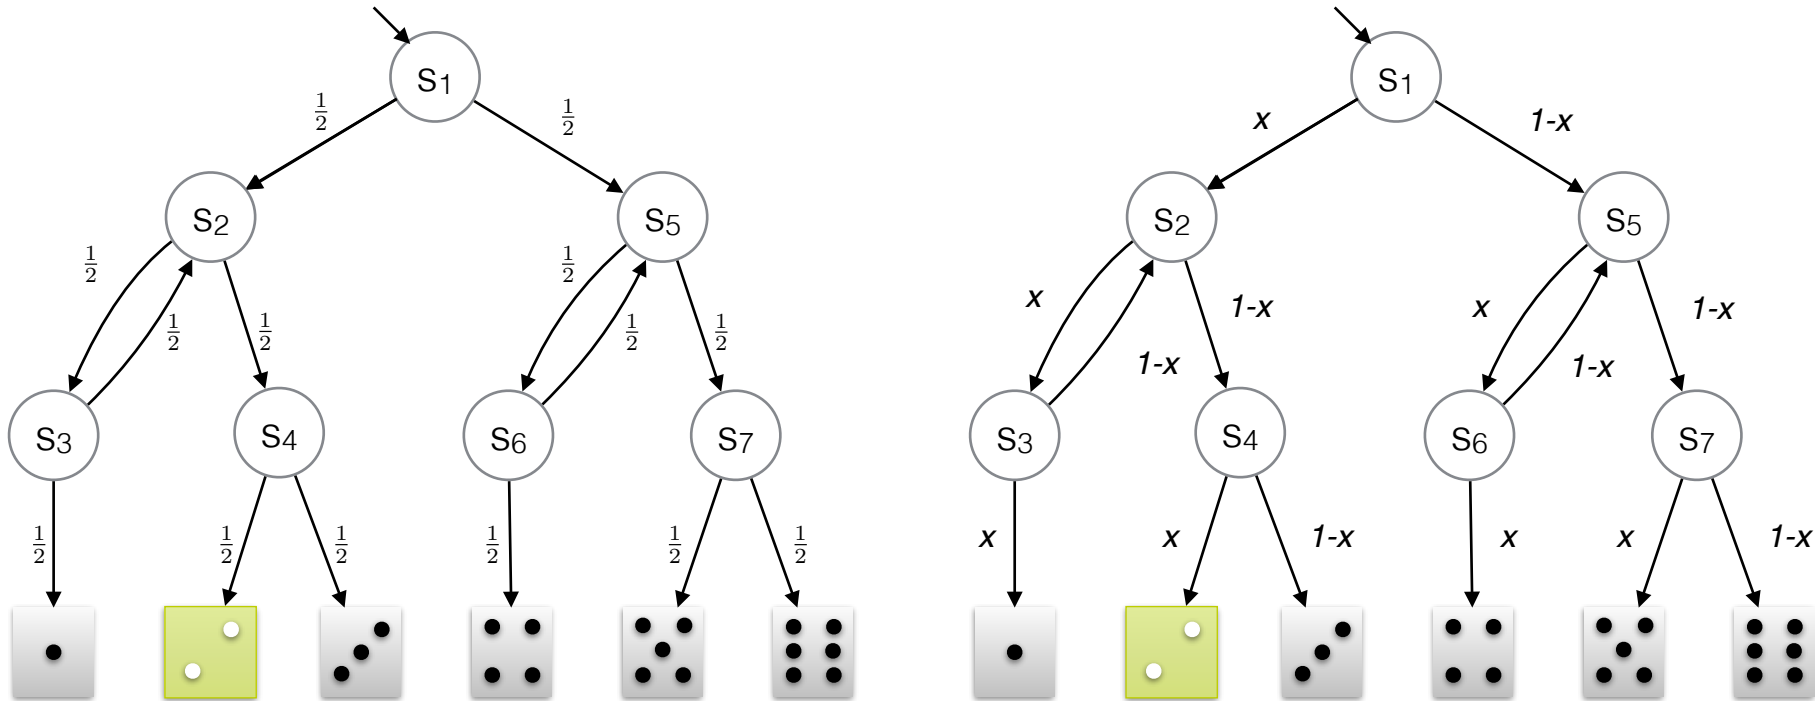 S1 S1
1/2 1/2 x 1-x
S2 S5 S2 S5
1/2 1/2 1/2 1/2 1/2 1/2 x 1-x 1-x x 1-x 1-x
S3 S4 S6 S7 S3 S4 S6 S7
1/2 1/2 1/2 1/2 1/2 1/2 x x 1-x x x 1-x